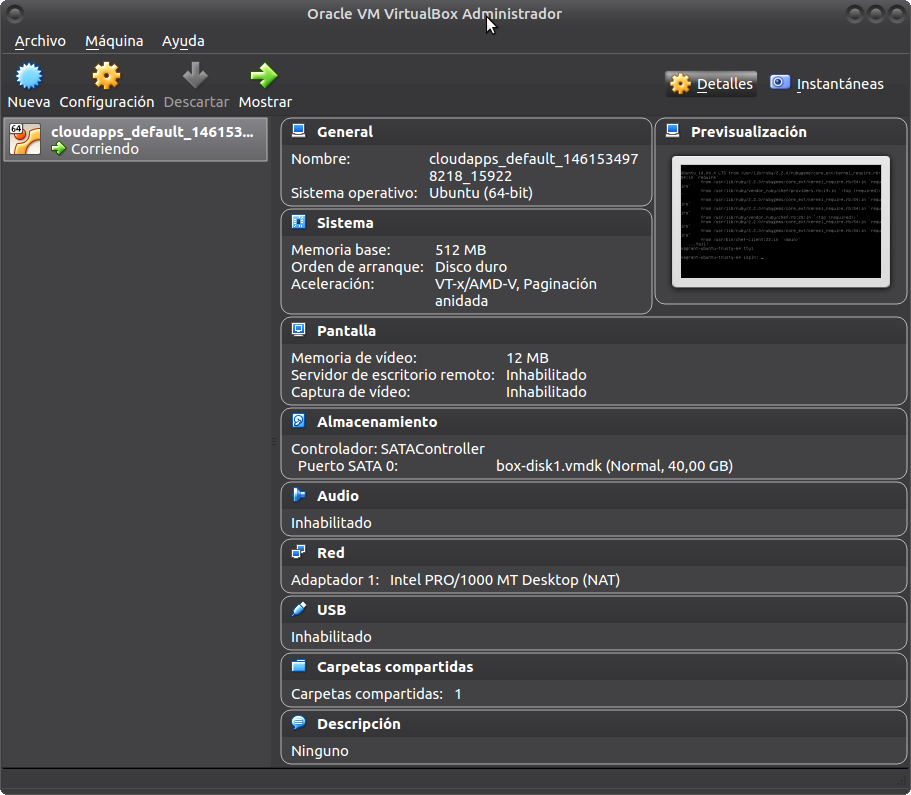 Oracle VM VirtualBox Administrador
Archivo Máquina Ayuda
Nueva Configuración Descartar Mostrar
Detalles Instantáneas
64
cloudapps_default_146153...
Corriendo
General
Nombre: cloudapps_default_146153497
8218_15922
Sistema operativo: Ubuntu (64-bit)
Sistema
Memoria base: 512 MB
Orden de arranque: Disco duro
Aceleración: VT-x/AMD-V, Paginación
anidada
Previsualización
Pantalla
Memoria de vídeo: 12 MB
Servidor de escritorio remoto: Inhabilitado
Captura de vídeo: Inhabilitado
Almacenamiento
Controlador: SATAController
Puerto SATA 0: box-disk1.vmdk (Normal, 40,00 GB)
Audio
Inhabilitado
Red
Adaptador 1: Intel PRO/1000 MT Desktop (NAT)
USB
Inhabilitado
Carpetas compartidas
Carpetas compartidas: 1
Descripción
Ninguno